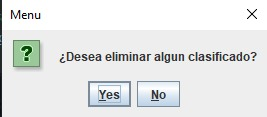 Menu
¿Desea eliminar algun clasificado?
Yes
No